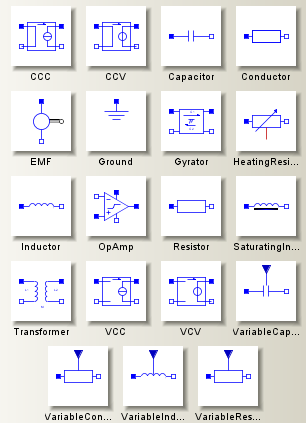 CCC CCV Capacitor Conductor
EMF Ground Gyrator HeatingResi...
Inductor OpAmp Resistor SaturatingIn...
Transformer VCC VCV VariableCap...
VariableCon... VariableInd... VariableRes...